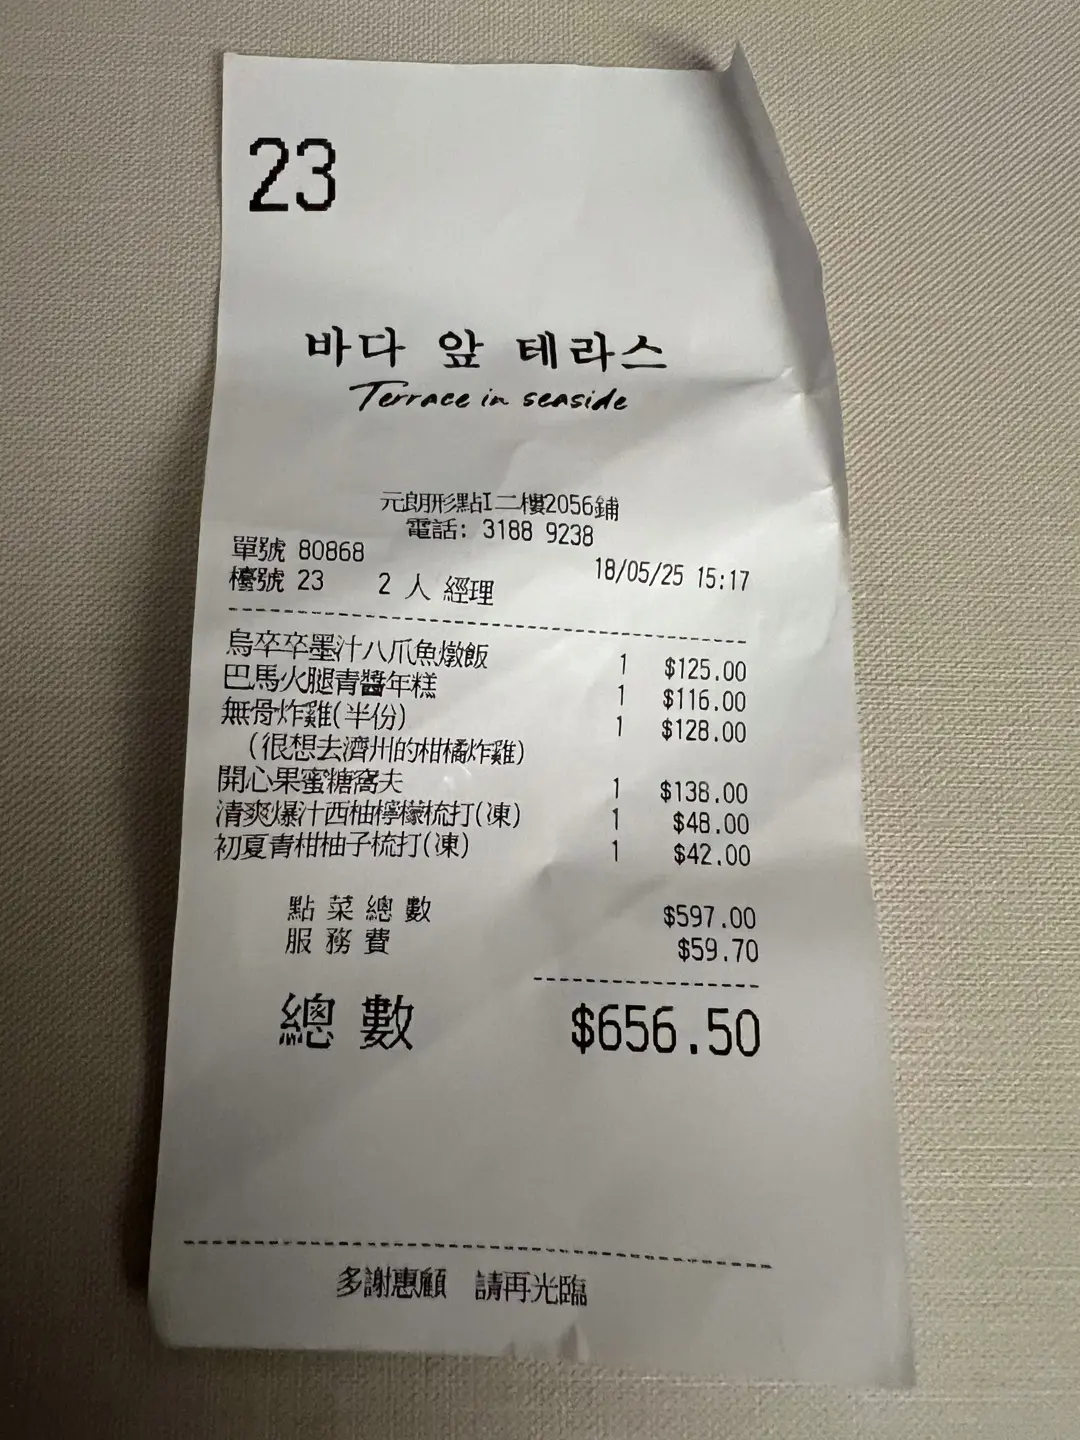 23
바다 앞 테라스
Terrace in seaside
元朗形點I二樓2056鋪
電話: 3188 9238
單號 80868
18/05/25 15:17
檯號 23 2 人 經理
烏卒卒墨汁八爪魚燉飯 1 $125.00
巴馬火腿青醬年糕 1 $116.00
無骨炸雞(半份) 1 $128.00
(很想去濟州的柑橘炸雞)
開心果蜜糖窩夫 1 $138.00
清爽爆汁西柚檸檬梳打(凍) 1 $48.00
初夏青柑柚子梳打(凍) 1 $42.00
點菜總數 $597.00
服務費 $59.70
總數 $656.50
多謝惠顧 請再光臨